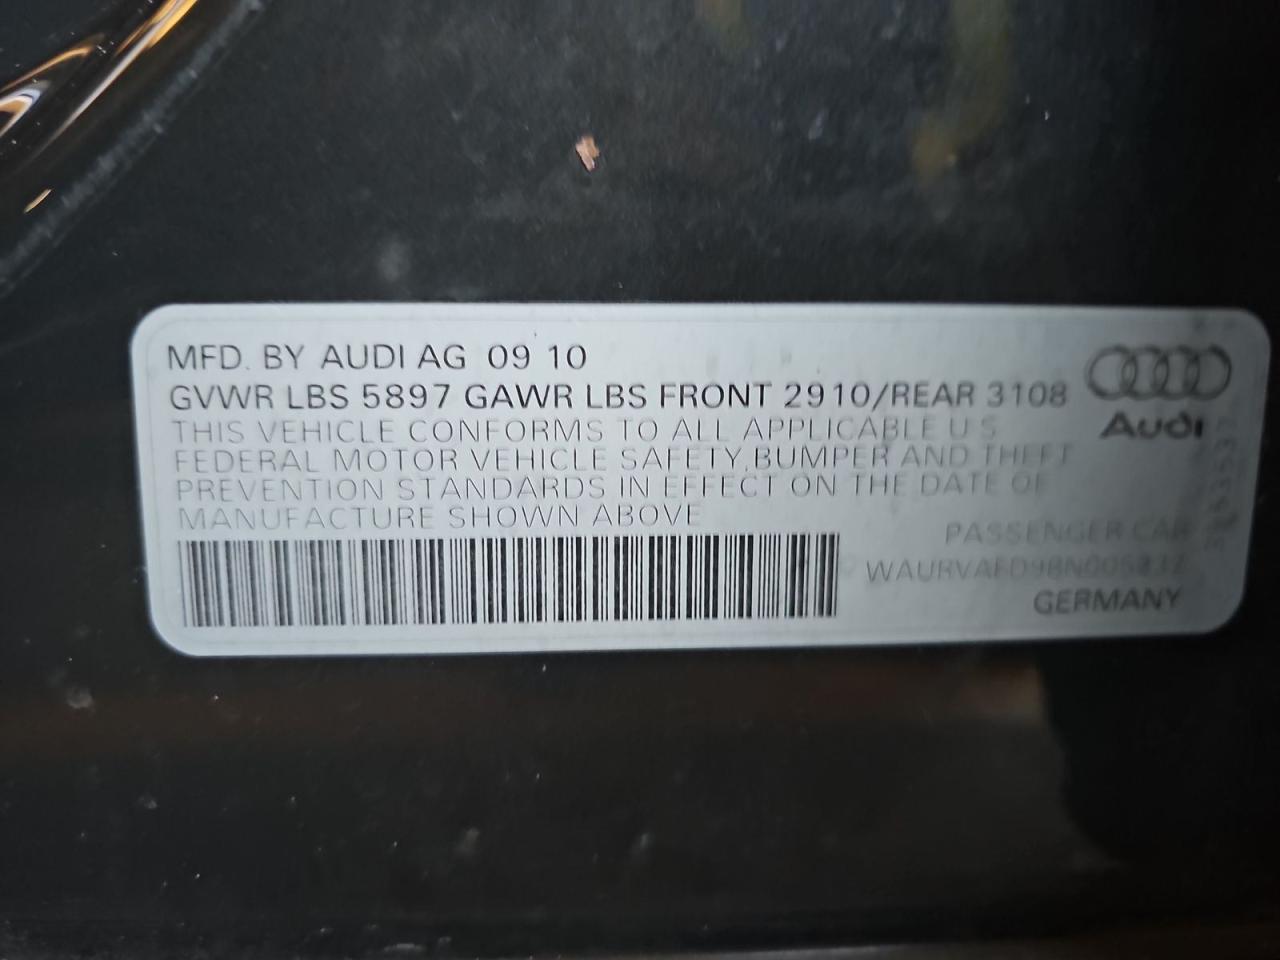 MFD. BY AUDI AG 09 10
GVWR LBS 5897 GAWR LBS FRONT 2910/REAR 3108
THIS VEHICLE CONFORMS TO ALL APPLICABLE U S
FEDERAL MOTOR VEHICLE SAFETY, BUMPER AND THEFT
PREVENTION STANDARDS IN EFFECT ON THE DATE OF
MANUFACTURE SHOWN ABOVE
Audi
PASSENGER CAR
GERMANY